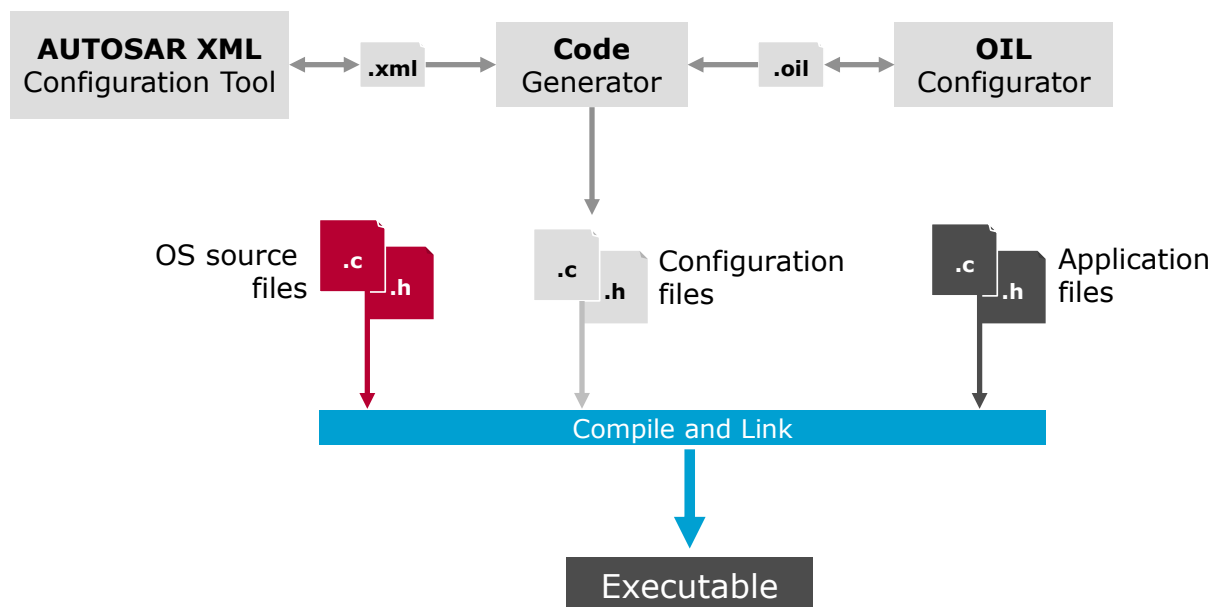 AUTOSAR XML
Configuration Tool
.xml
Code
Generator
.oil
OIL
Configurator
OS source
files
.c
.h
.c
.h
Configuration
files
.c
.h
Application
files
Compile and Link
Executable